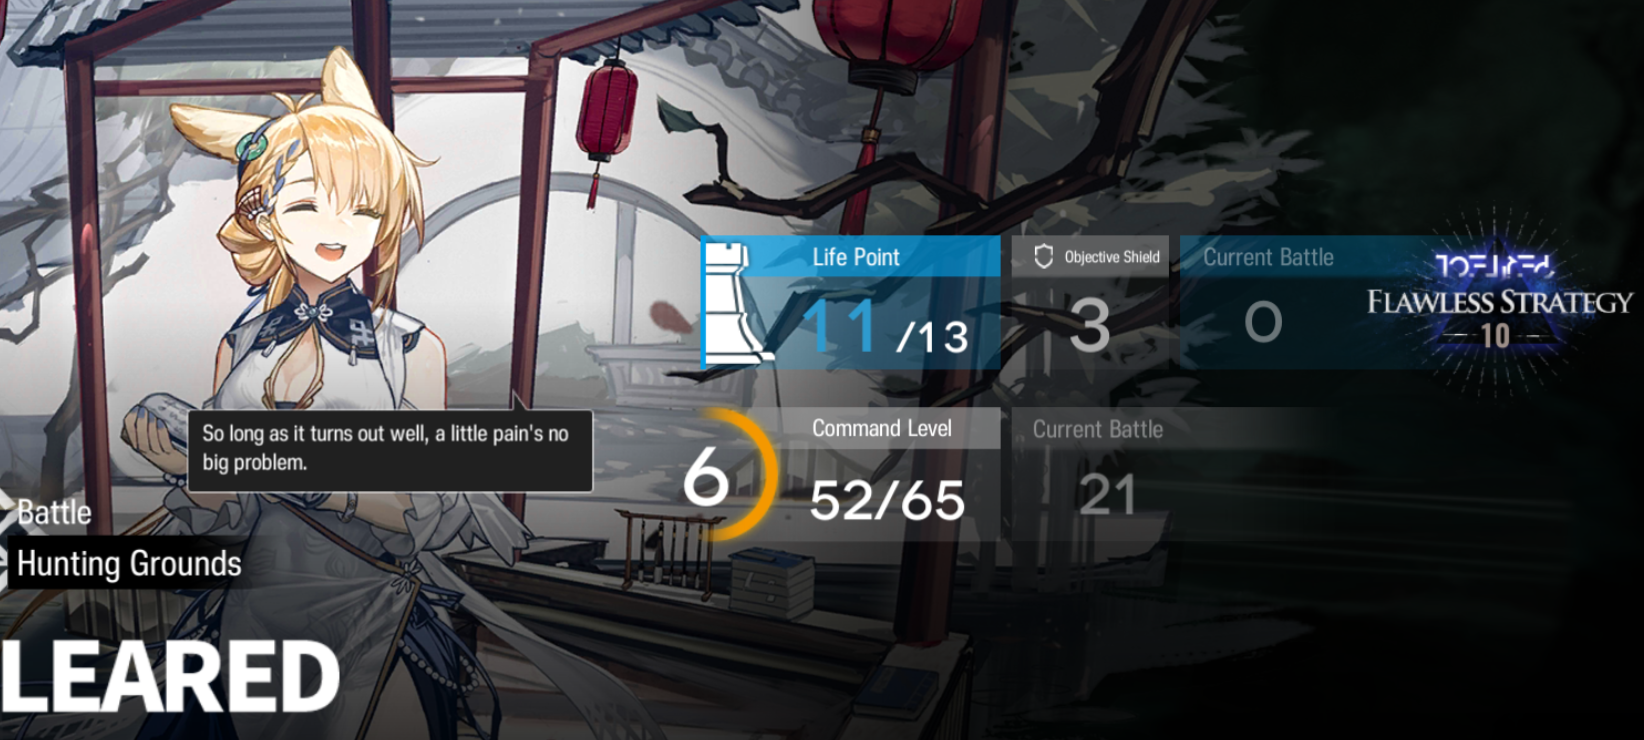 Life Point
11 /13
Objective Shield
3
Current Battle
0
PERFECT
FLAWLESS STRATEGY
10
So long as it turns out well, a little pain's no
big problem.
Command Level
6
52/65
Current Battle
21
Battle
Hunting Grounds
LEARED